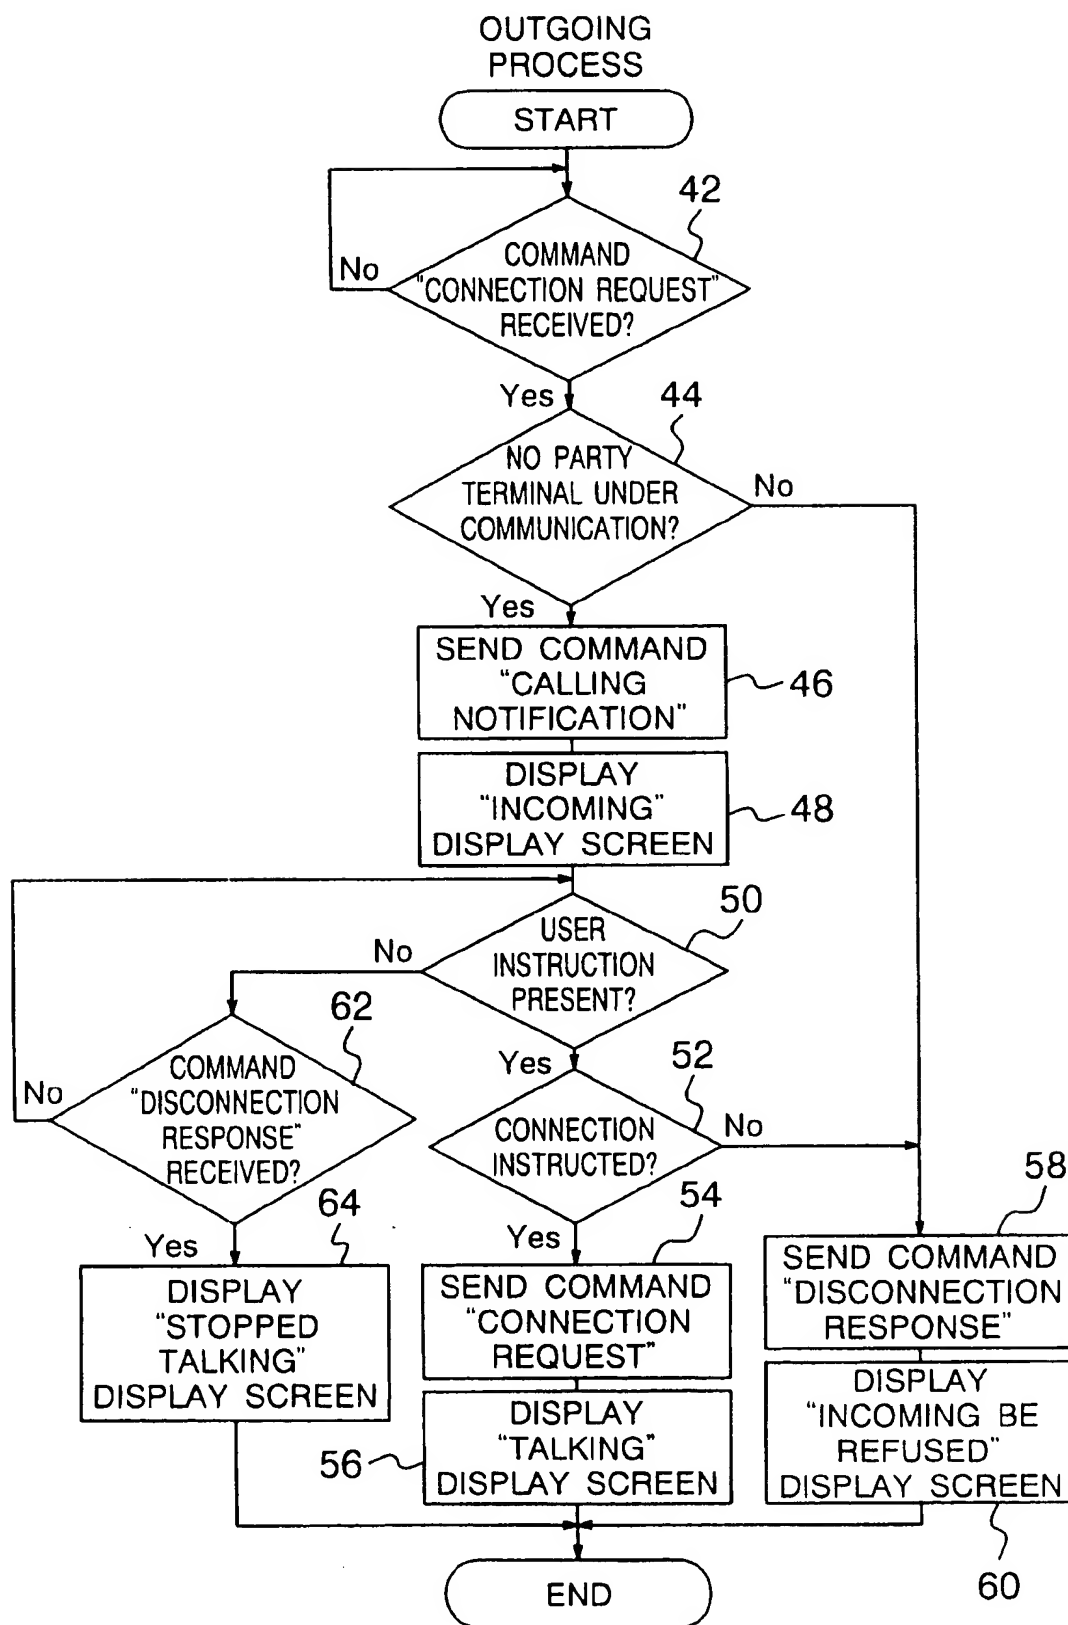 OUTGOING
PROCESS
START
42
COMMAND
"CONNECTION REQUEST"
RECEIVED?
No
Yes
44
NO PARTY
TERMINAL UNDER
COMMUNICATION?
No
Yes
SEND COMMAND
"CALLING
NOTIFICATION"
46
DISPLAY
"INCOMING"
DISPLAY SCREEN
48
50
USER
INSTRUCTION
PRESENT?
No
Yes
62
COMMAND
"DISCONNECTION
RESPONSE"
RECEIVED?
No
Yes
52
CONNECTION
INSTRUCTED?
No
Yes
64
DISPLAY
"STOPPED
TALKING"
DISPLAY SCREEN
54
SEND COMMAND
"CONNECTION
REQUEST"
56
DISPLAY
"TALKING"
DISPLAY SCREEN
58
SEND COMMAND
"DISCONNECTION
RESPONSE"
DISPLAY
"INCOMING BE
REFUSED"
DISPLAY SCREEN
60
END